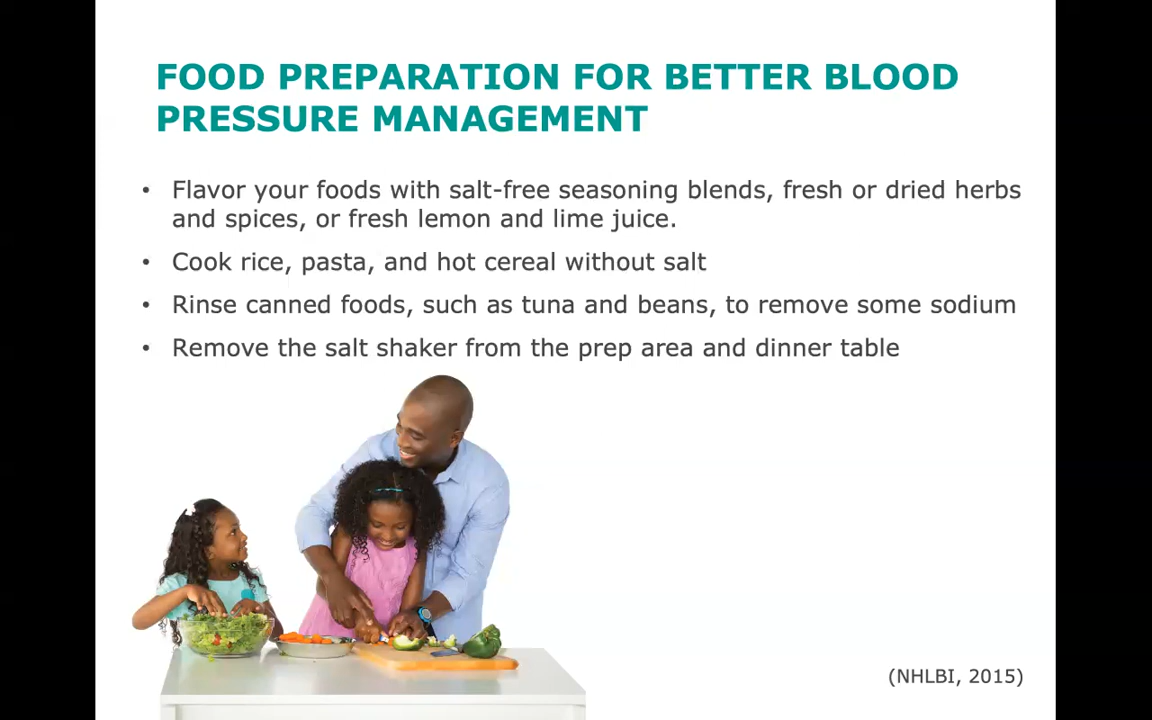 FOOD PREPARATION FOR BETTER BLOOD
PRESSURE MANAGEMENT
• Flavor your foods with salt-free seasoning blends, fresh or dried herbs
and spices, or fresh lemon and lime juice.
• Cook rice, pasta, and hot cereal without salt
• Rinse canned foods, such as tuna and beans, to remove some sodium
• Remove the salt shaker from the prep area and dinner table
(NHLBI, 2015)